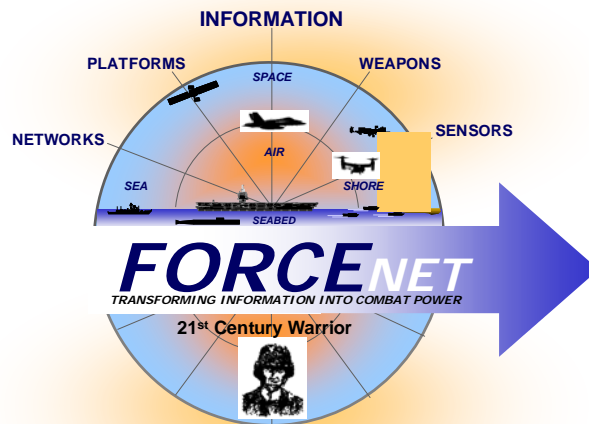 INFORMATION
PLATFORMS
WEAPONS
SPACE
NETWORKS
SENSORS
AIR
SEA
SHORE
SEABED
FORCENET
TRANSFORMING INFORMATION INTO COMBAT POWER
21st Century Warrior